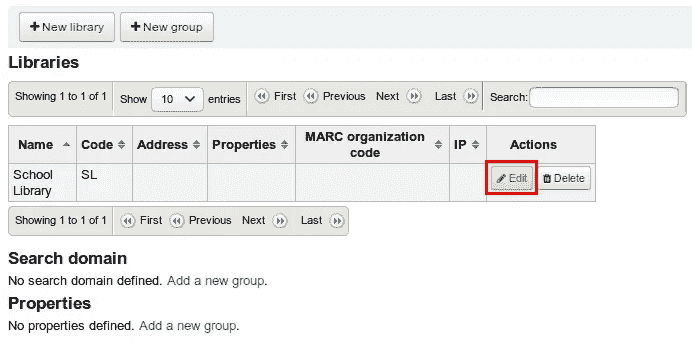 + New library + New group
Libraries
Showing 1 to 1 of 1 Show 10 entries First Previous Next Last Search:
Name Code Address Properties MARC organization code IP Actions
School Library SL Edit Delete
Showing 1 to 1 of 1 First Previous Next Last
Search domain
No search domain defined. Add a new group.
Properties
No properties defined. Add a new group.